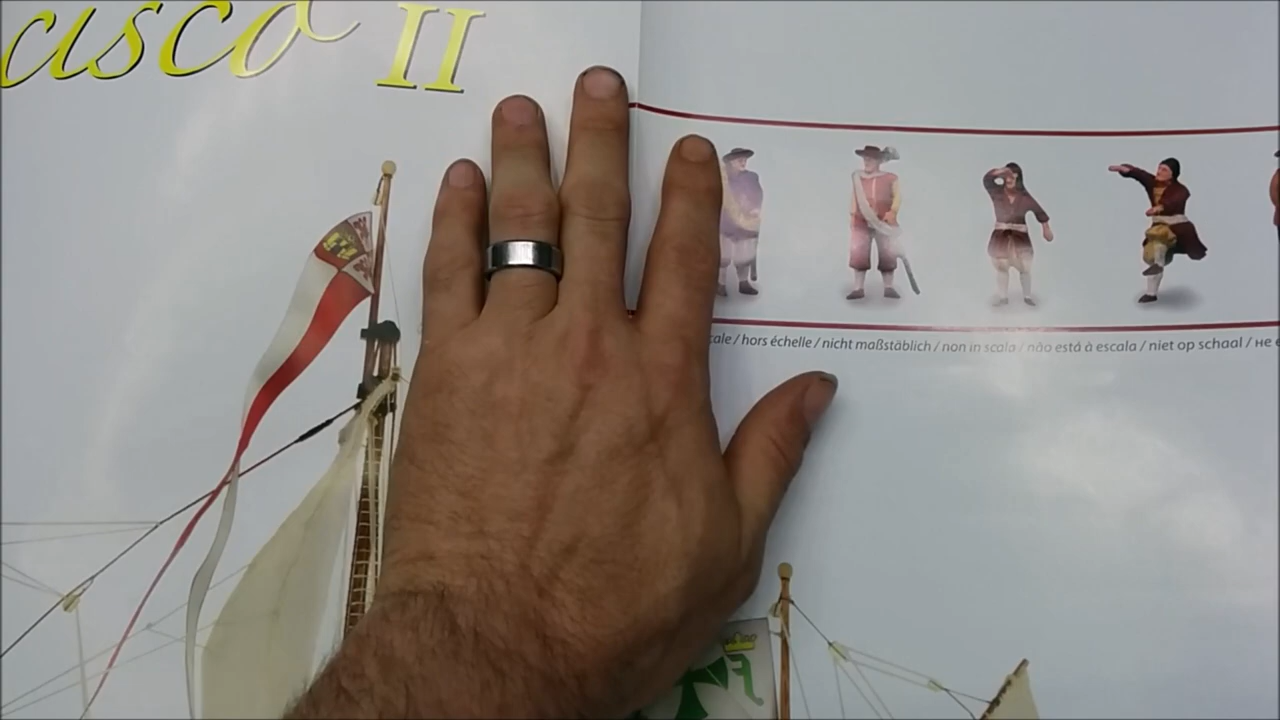 cisco II
cale / hors échelle / nicht maßstäblich / non in scala / não está à escala / niet op schaal / не